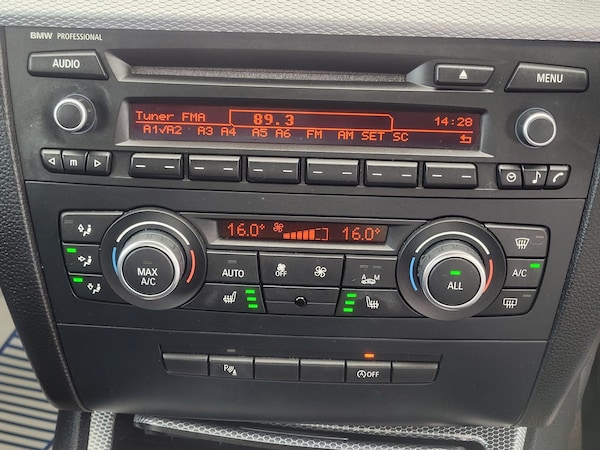 BMW PROFESSIONAL
AUDIO
MENU
Tuner FMA 89.3 14:28
A1√A2 A3 A4 A5 A6 FM AM SET SC
m
16.0° 16.0°
MAX A/C
AUTO
OFF
A M
ALL
A/C
P
A OFF